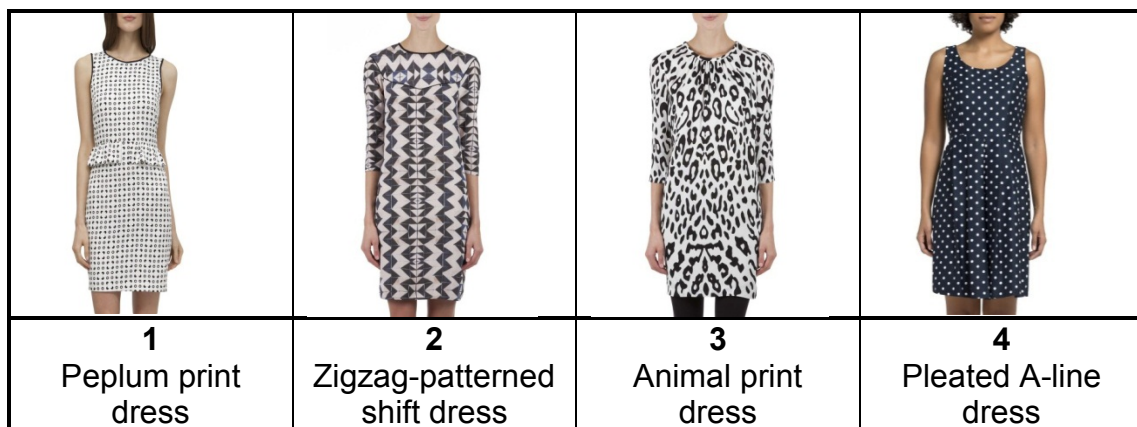 1
Peplum print
dress
2
Zigzag-patterned
shift dress
3
Animal print
dress
4
Pleated A-line
dress